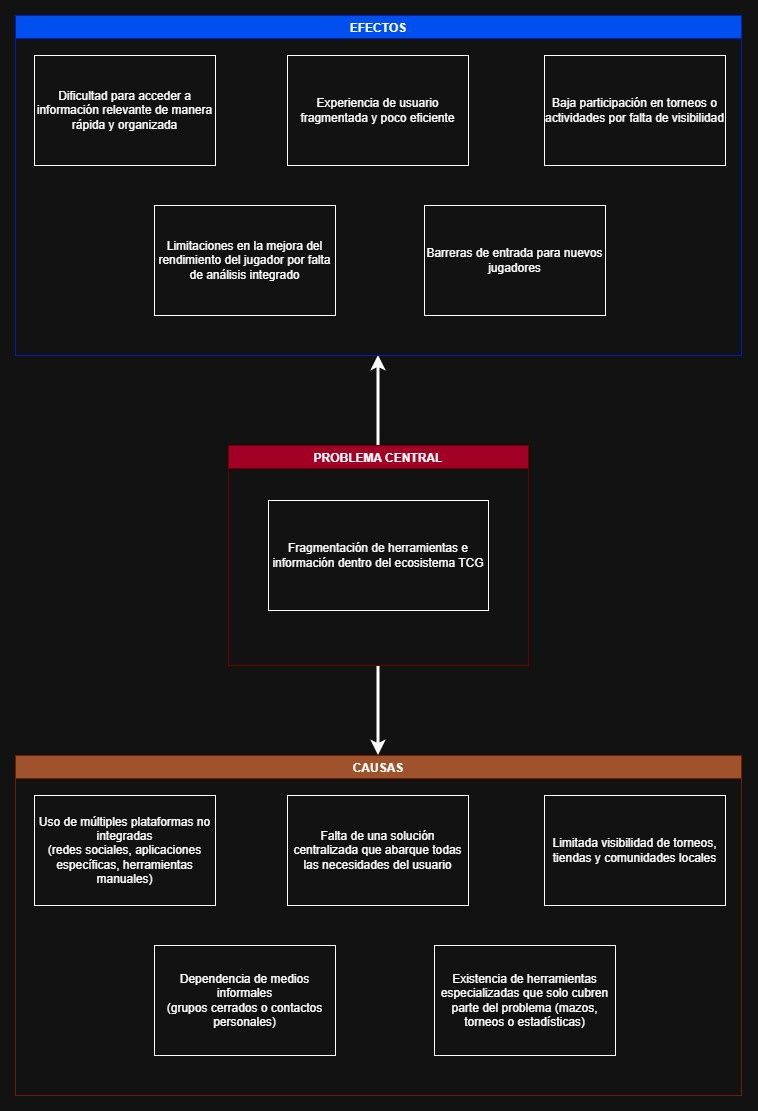 EFECTOS
Dificultad para acceder a
información relevante de manera
rápida y organizada
Experiencia de usuario
fragmentada y poco eficiente
Baja participación en torneos o
actividades por falta de visibilidad
Limitaciones en la mejora del
rendimiento del jugador por falta
de análisis integrado
Barreras de entrada para nuevos
jugadores
PROBLEMA CENTRAL
Fragmentación de herramientas e
información dentro del ecosistema TCG
CAUSAS
Uso de múltiples plataformas no
integradas
(redes sociales, aplicaciones
específicas, herramientas
manuales)
Falta de una solución
centralizada que abarque todas
las necesidades del usuario
Limitada visibilidad de torneos,
tiendas y comunidades locales
Dependencia de medios
informales
(grupos cerrados o contactos
personales)
Existencia de herramientas
especializadas que solo cubren
parte del problema (mazos,
torneos o estadísticas)